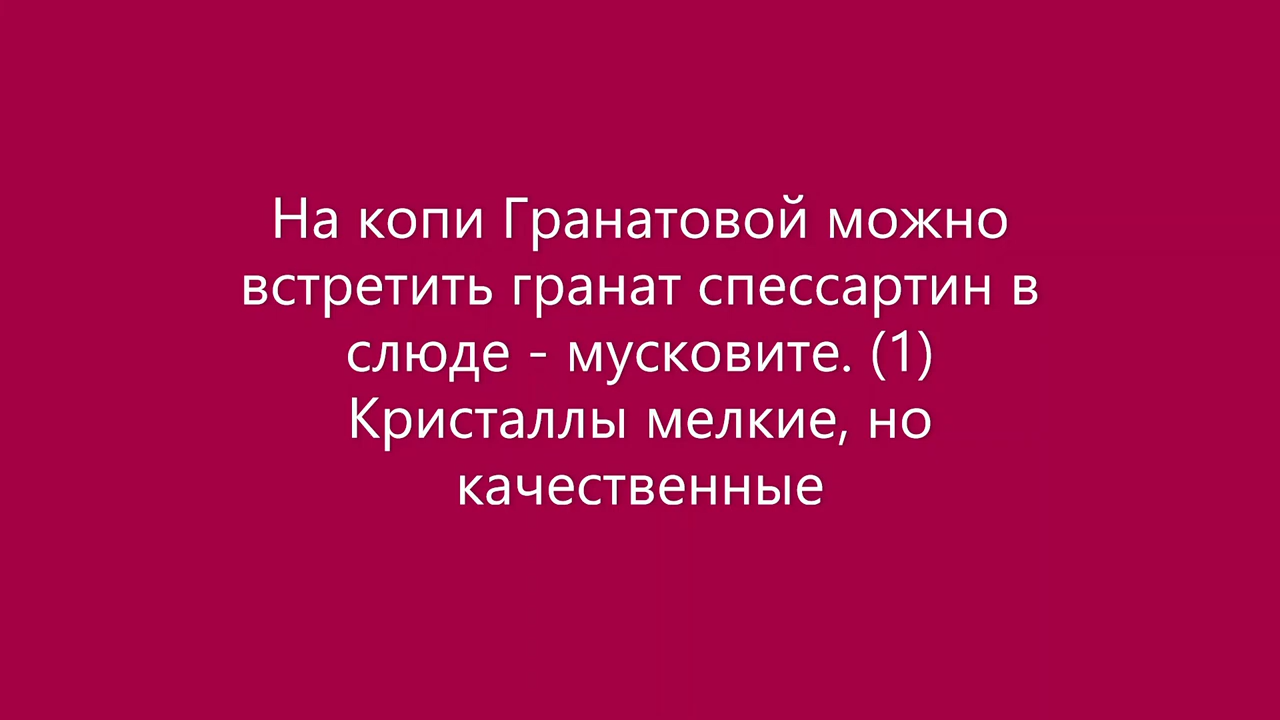 На копи Гранатовой можно
встретить гранат спессартин в
слюде - мусковите. (1)
Кристаллы мелкие, но
качественные